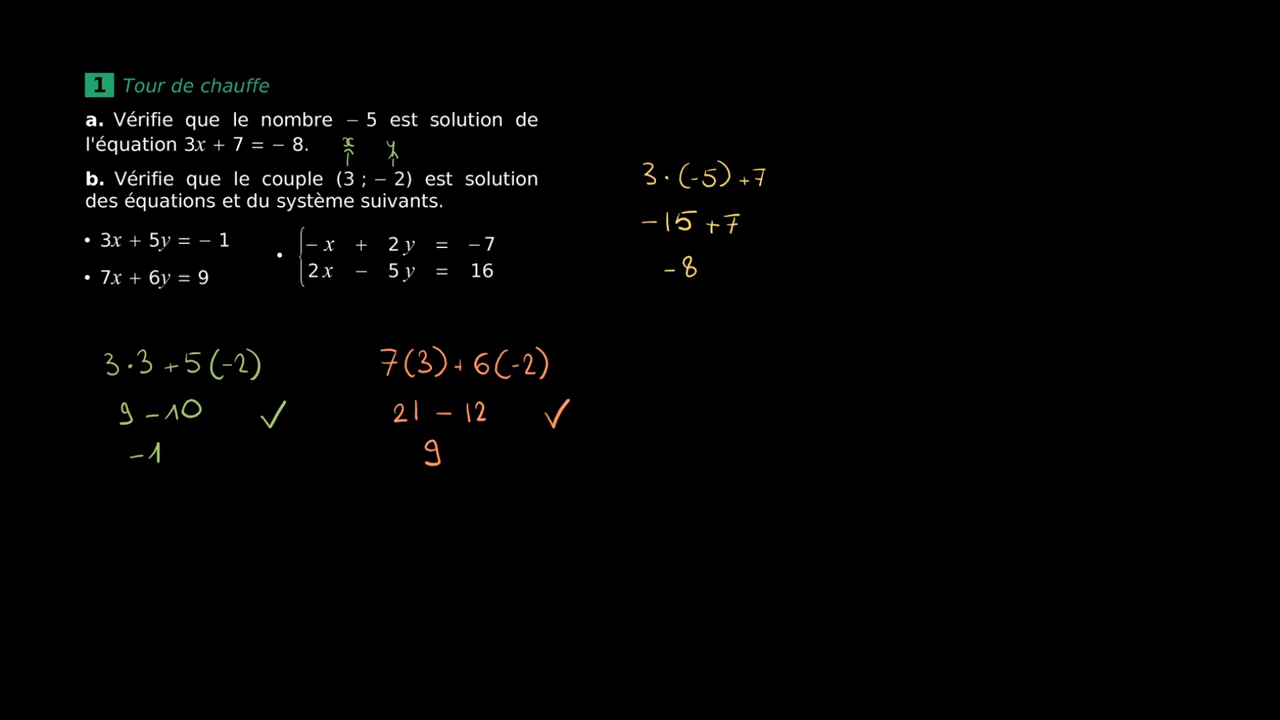 1 Tour de chauffe
a. Vérifie que le nombre − 5 est solution de
l'équation 3x + 7 = − 8.
x y
b. Vérifie que le couple (3 ; − 2) est solution
des équations et du système suivants.
• 3x + 5y = − 1
• 7x + 6y = 9
• { − x + 2 y = − 7
2 x − 5 y = 16
3 · (-5) + 7
-15 + 7
-8
3 · 3 + 5 (-2)
9 - 10 ✓
-1
7(3) + 6(-2)
21 - 12 ✓
9